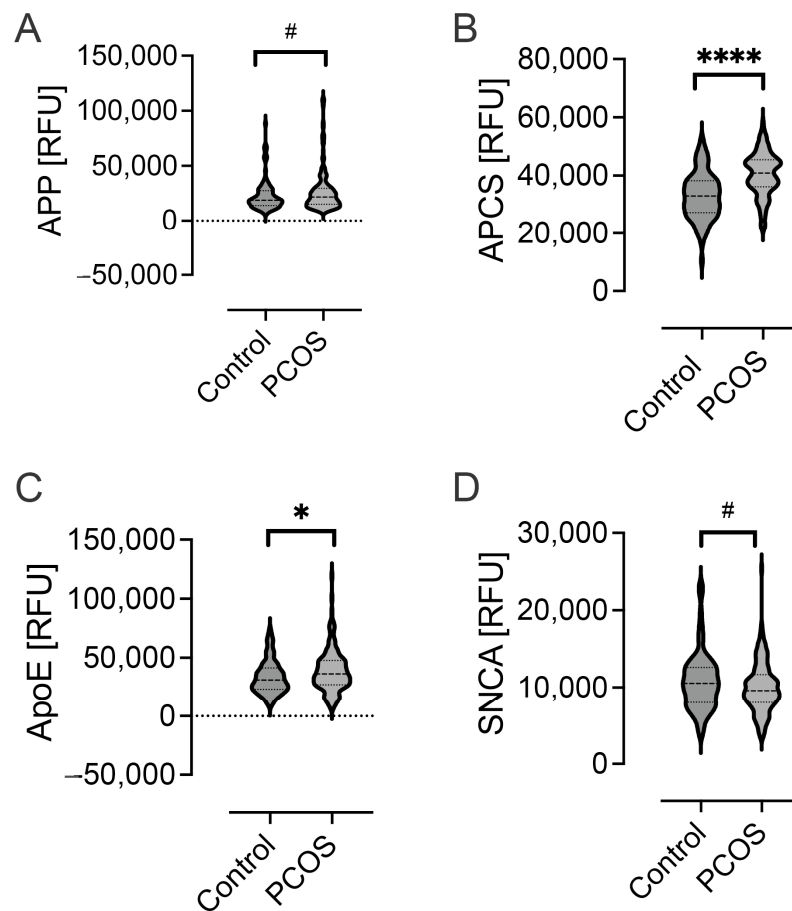 A
APP [RFU]
150,000
100,000
50,000
0
–50,000
#
Control
PCOS
B
APCS [RFU]
80,000
60,000
40,000
20,000
0
****
Control
PCOS
C
ApoE [RFU]
150,000
100,000
50,000
0
–50,000
*
Control
PCOS
D
SNCA [RFU]
30,000
20,000
10,000
0
#
Control
PCOS